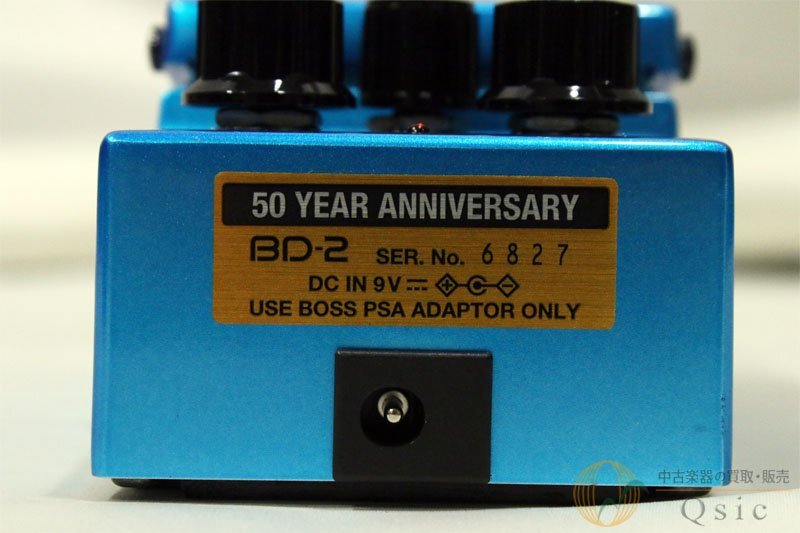 50 YEAR ANNIVERSARY
BD-2 SER. No. 6827
DC IN 9V
USE BOSS PSA ADAPTOR ONLY
中古楽器の買取・販売
Qsic